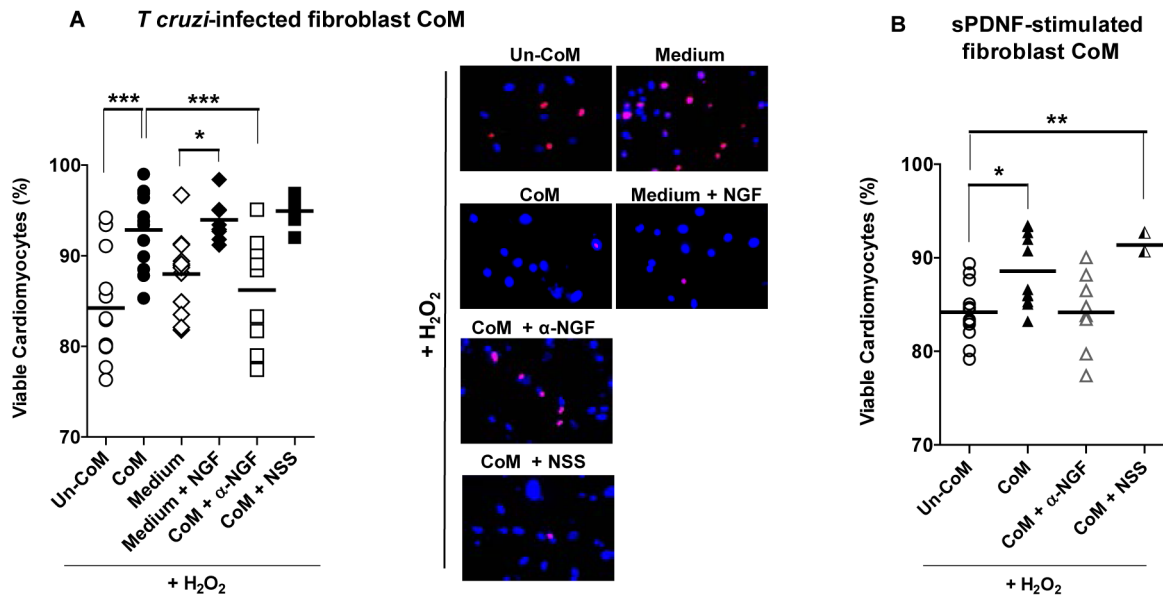 A
T cruzi-infected fibroblast CoM
***
***
*
Viable Cardiomyocytes (%)
100
90
80
70
Un-CoM
CoM
Medium
Medium + NGF
CoM + α-NGF
CoM + NSS
+ H₂O₂
+ H₂O₂
Un-CoM
Medium
CoM
Medium + NGF
CoM + α-NGF
CoM + NSS
B
sPDNF-stimulated
fibroblast CoM
**
*
Viable Cardiomyocytes (%)
100
90
80
70
Un-CoM
CoM
CoM + α-NGF
CoM + NSS
+ H₂O₂